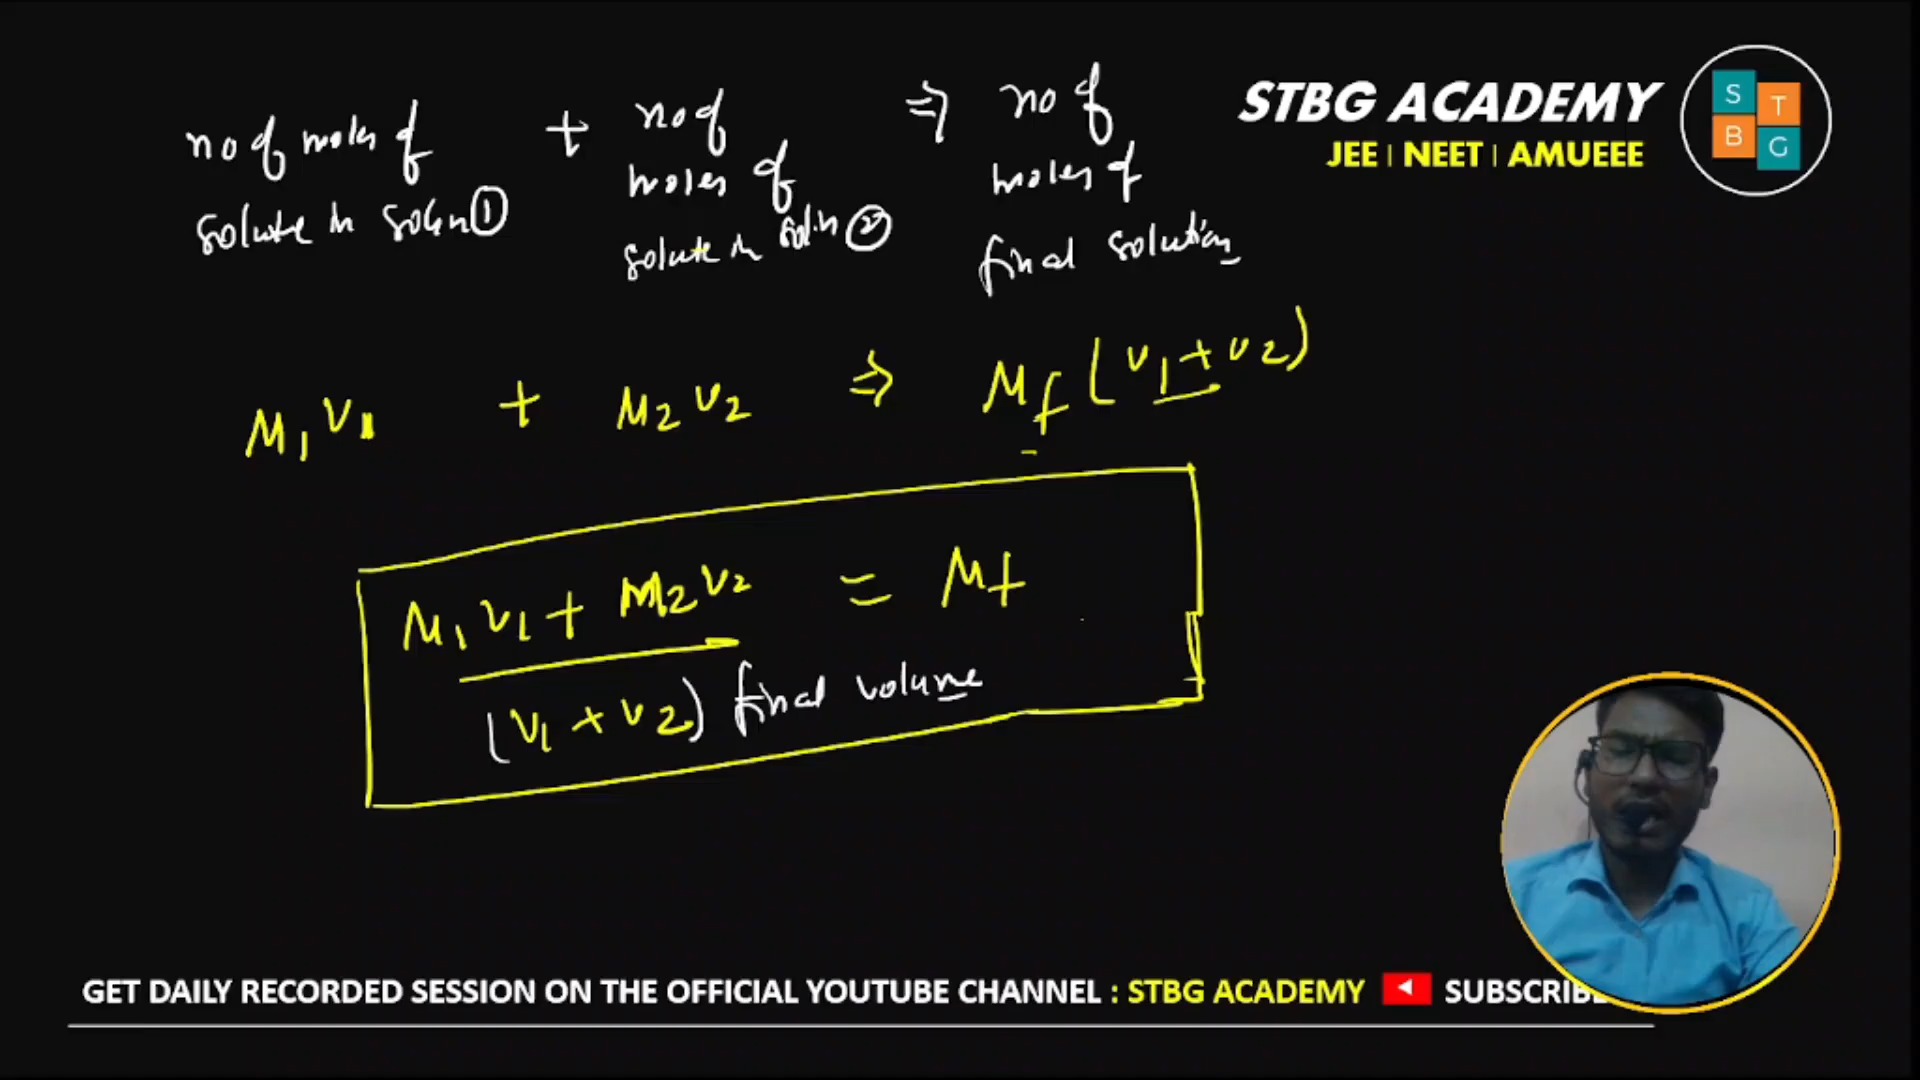 no of moles of
solute in soln ①
+
no of
moles of
solute in soln ②
⇒
no of
moles of
final solution
STBG ACADEMY
JEE | NEET | AMUEEE
S T
B G
M₁V₁ + M₂V₂ ⇒ Mf (V₁+V₂)
M₁V₁ + M₂V₂ = Mf
(V₁+V₂) final volume
GET DAILY RECORDED SESSION ON THE OFFICIAL YOUTUBE CHANNEL : STBG ACADEMY SUBSCRIBE